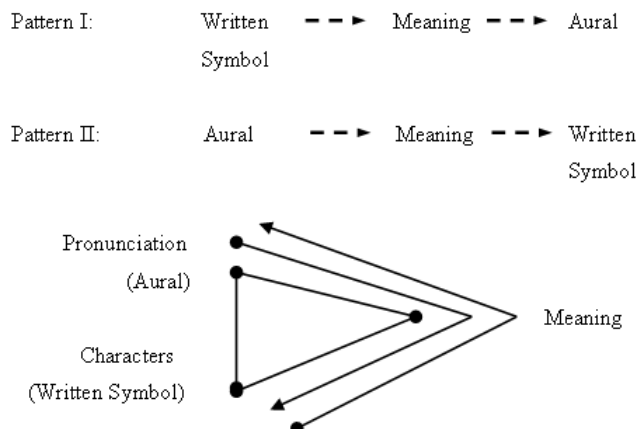 Pattern I: Written Meaning Aural
Symbol
Pattern II: Aural Meaning Written
Symbol
Pronunciation
(Aural)
Meaning
Characters
(Written Symbol)